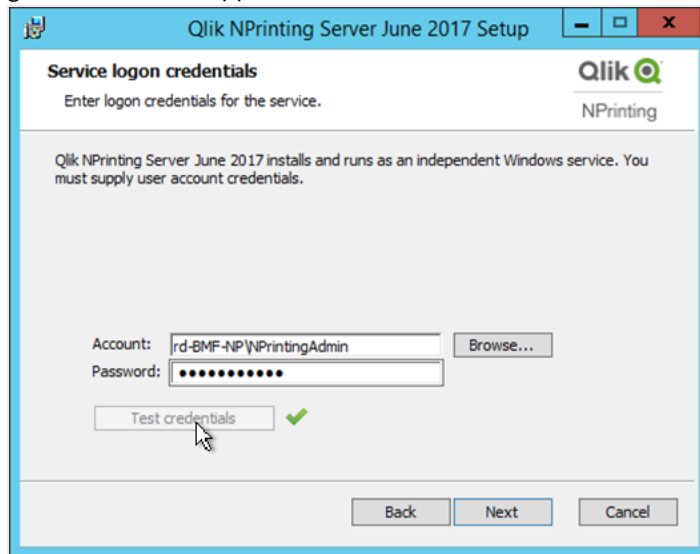 Qlik NPrinting Server June 2017 Setup
Service logon credentials
Enter logon credentials for the service.
Qlik
NPrinting
Qlik NPrinting Server June 2017 installs and runs as an independent Windows service. You
must supply user account credentials.
Account: rd-BMF-NP\NPrintingAdmin Browse...
Password: ●●●●●●●●●●●
Test credentials
Back Next Cancel